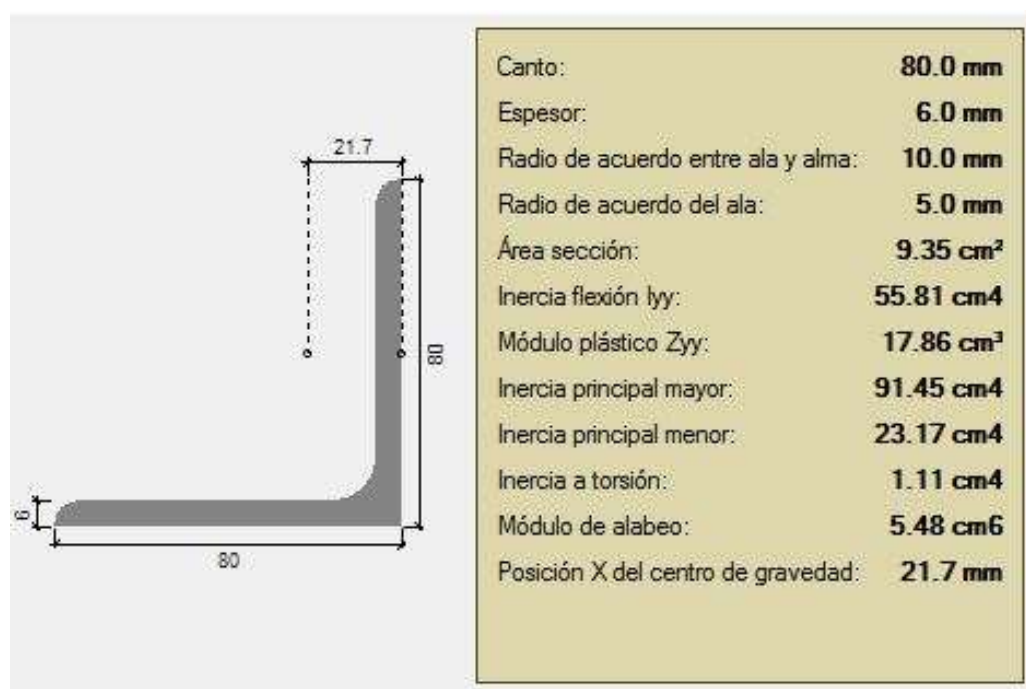 21.7
80
6
80
Canto: 80.0 mm
Espesor: 6.0 mm
Radio de acuerdo entre ala y alma: 10.0 mm
Radio de acuerdo del ala: 5.0 mm
Área sección: 9.35 cm²
Inercia flexión Iyy: 55.81 cm4
Módulo plástico Zyy: 17.86 cm³
Inercia principal mayor: 91.45 cm4
Inercia principal menor: 23.17 cm4
Inercia a torsión: 1.11 cm4
Módulo de alabeo: 5.48 cm6
Posición X del centro de gravedad: 21.7 mm